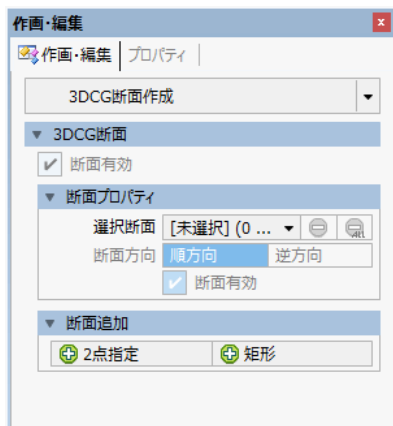 作画・編集
作画・編集 プロパティ
3DCG断面作成
3DCG断面
断面有効
断面プロパティ
選択断面 [未選択] (0 ...
断面方向 順方向 逆方向
断面有効
断面追加
2点指定 矩形